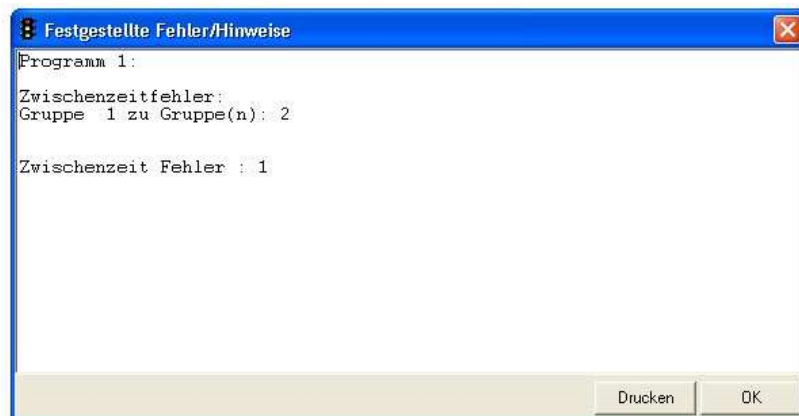 Festgestellte Fehler/Hinweise
Programm 1:
Zwischenzeitfehler:
Gruppe  1 zu Gruppe(n): 2
Zwischenzeit Fehler : 1
Drucken
OK